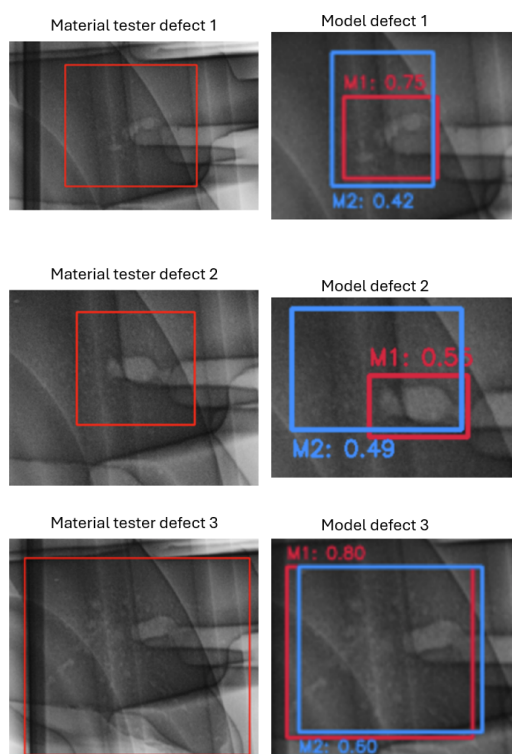 Material tester defect 1
Model defect 1
M1: 0.75
M2: 0.42
Material tester defect 2
Model defect 2
M1: 0.55
M2: 0.49
Material tester defect 3
Model defect 3
M1: 0.80
M2: 0.60